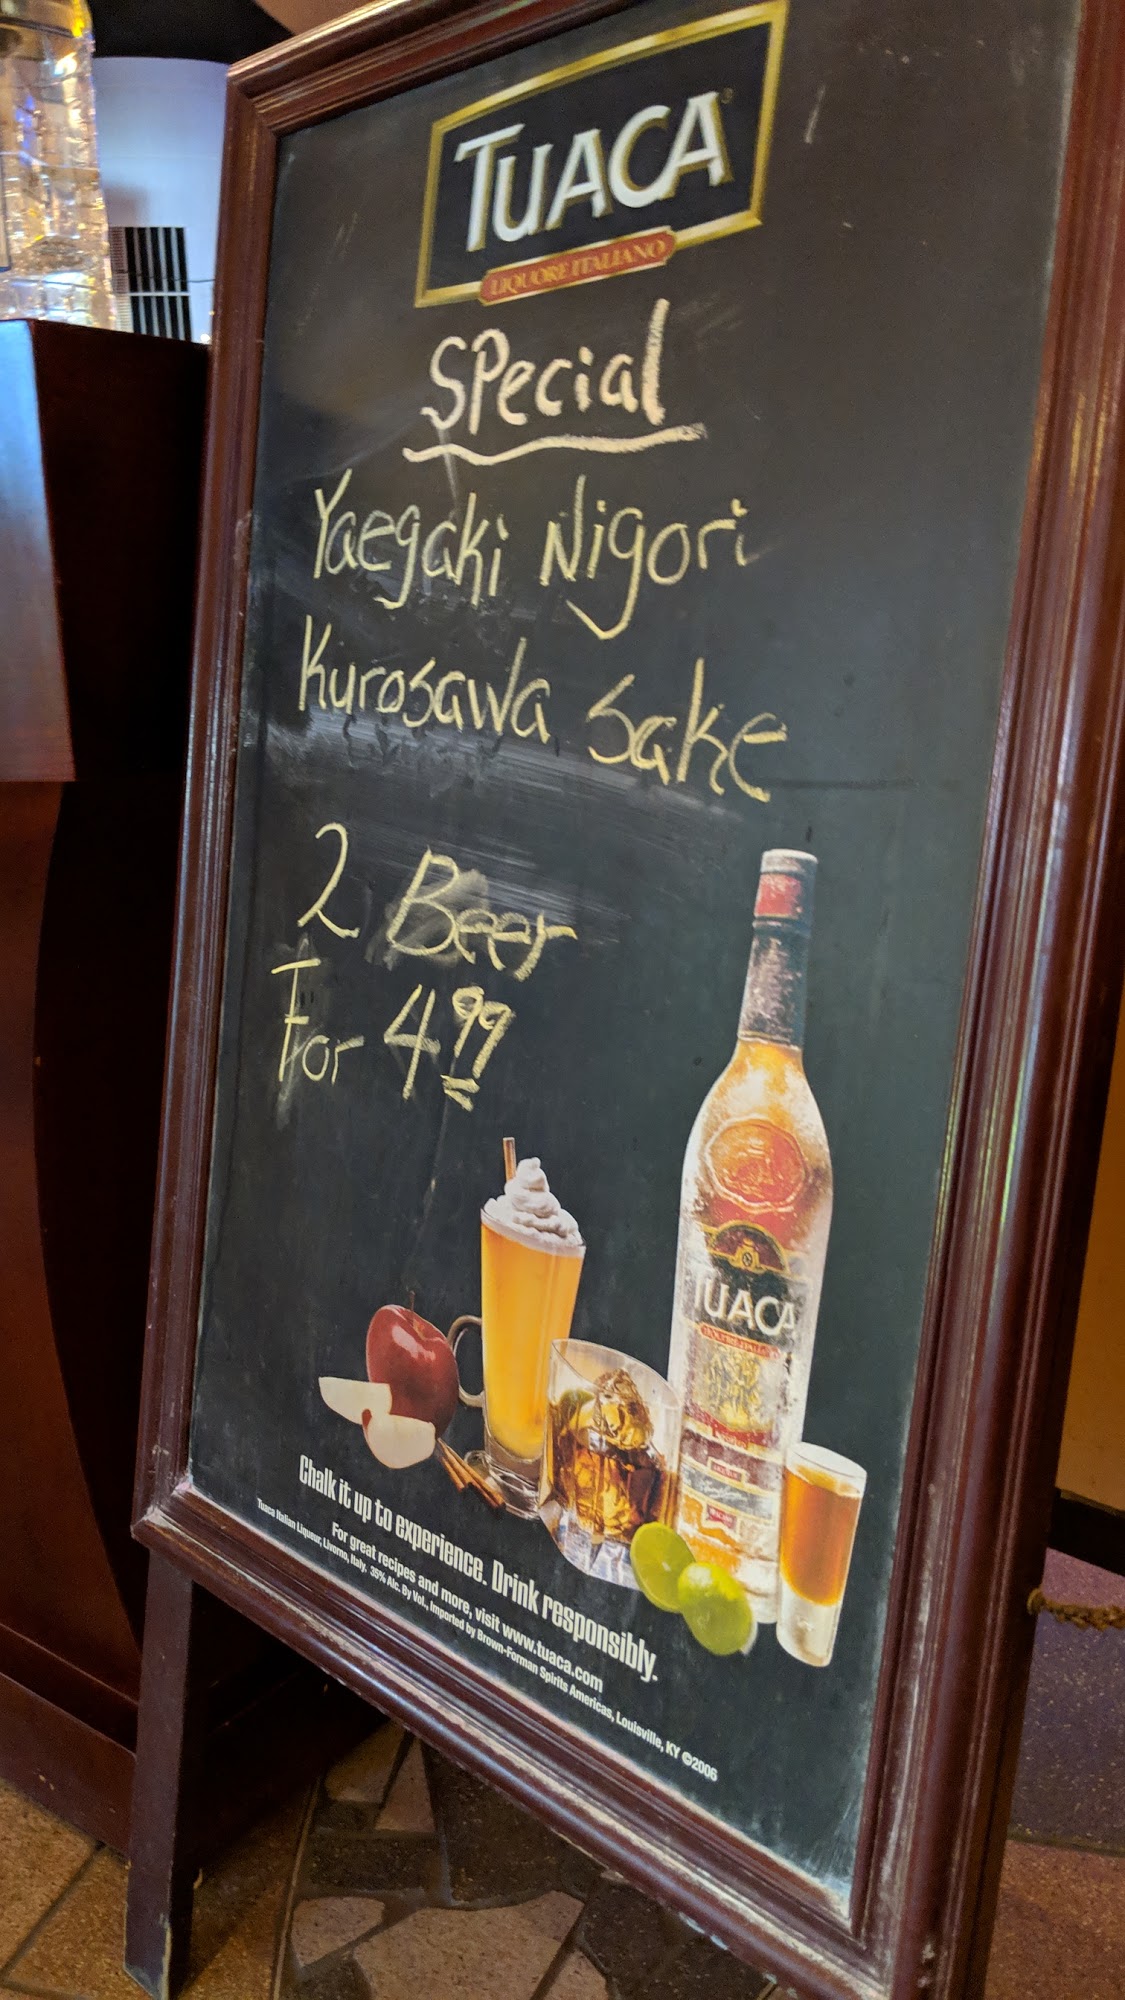 TUACA
LIQUORE ITALIANO
Special
Yaegaki Nigori
Kurosawa Sake
2 Beer
For 4 99
TUACA
Chalk it up to experience. Drink responsibly.
For great recipes and more, visit www.tuaca.com
Tuaca Italian Liqueur, Livorno, Italy. 35% Alc. By Vol., Imported by Brown-Forman Spirits Americas, Louisville, KY ©2006